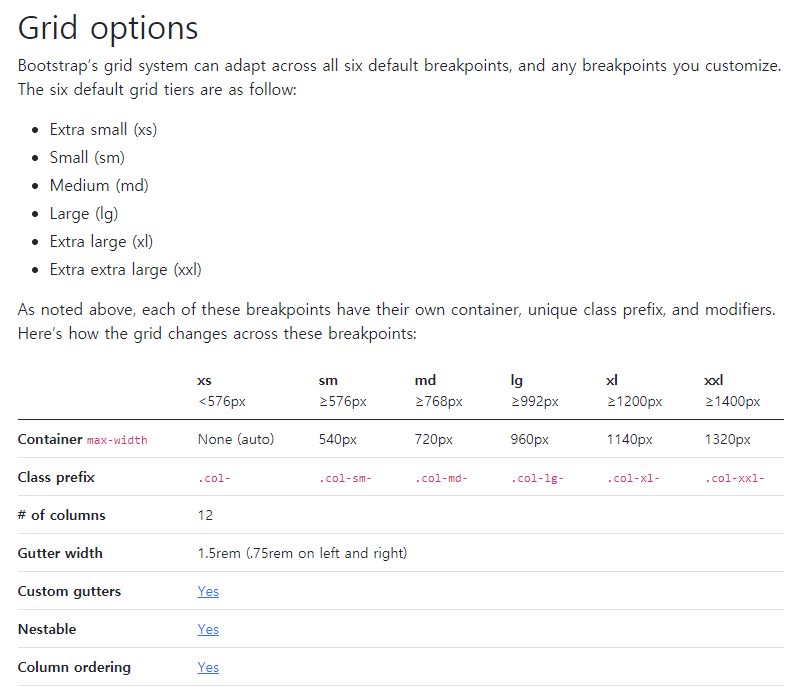 Grid options
Bootstrap's grid system can adapt across all six default breakpoints, and any breakpoints you customize.
The six default grid tiers are as follow:
• Extra small (xs)
• Small (sm)
• Medium (md)
• Large (lg)
• Extra large (xl)
• Extra extra large (xxl)
As noted above, each of these breakpoints have their own container, unique class prefix, and modifiers.
Here's how the grid changes across these breakpoints:
xs sm md lg xl xxl
<576px ≥576px ≥768px ≥992px ≥1200px ≥1400px
Container max-width None (auto) 540px 720px 960px 1140px 1320px
Class prefix .col- .col-sm- .col-md- .col-lg- .col-xl- .col-xxl-
# of columns 12
Gutter width 1.5rem (.75rem on left and right)
Custom gutters Yes
Nestable Yes
Column ordering Yes